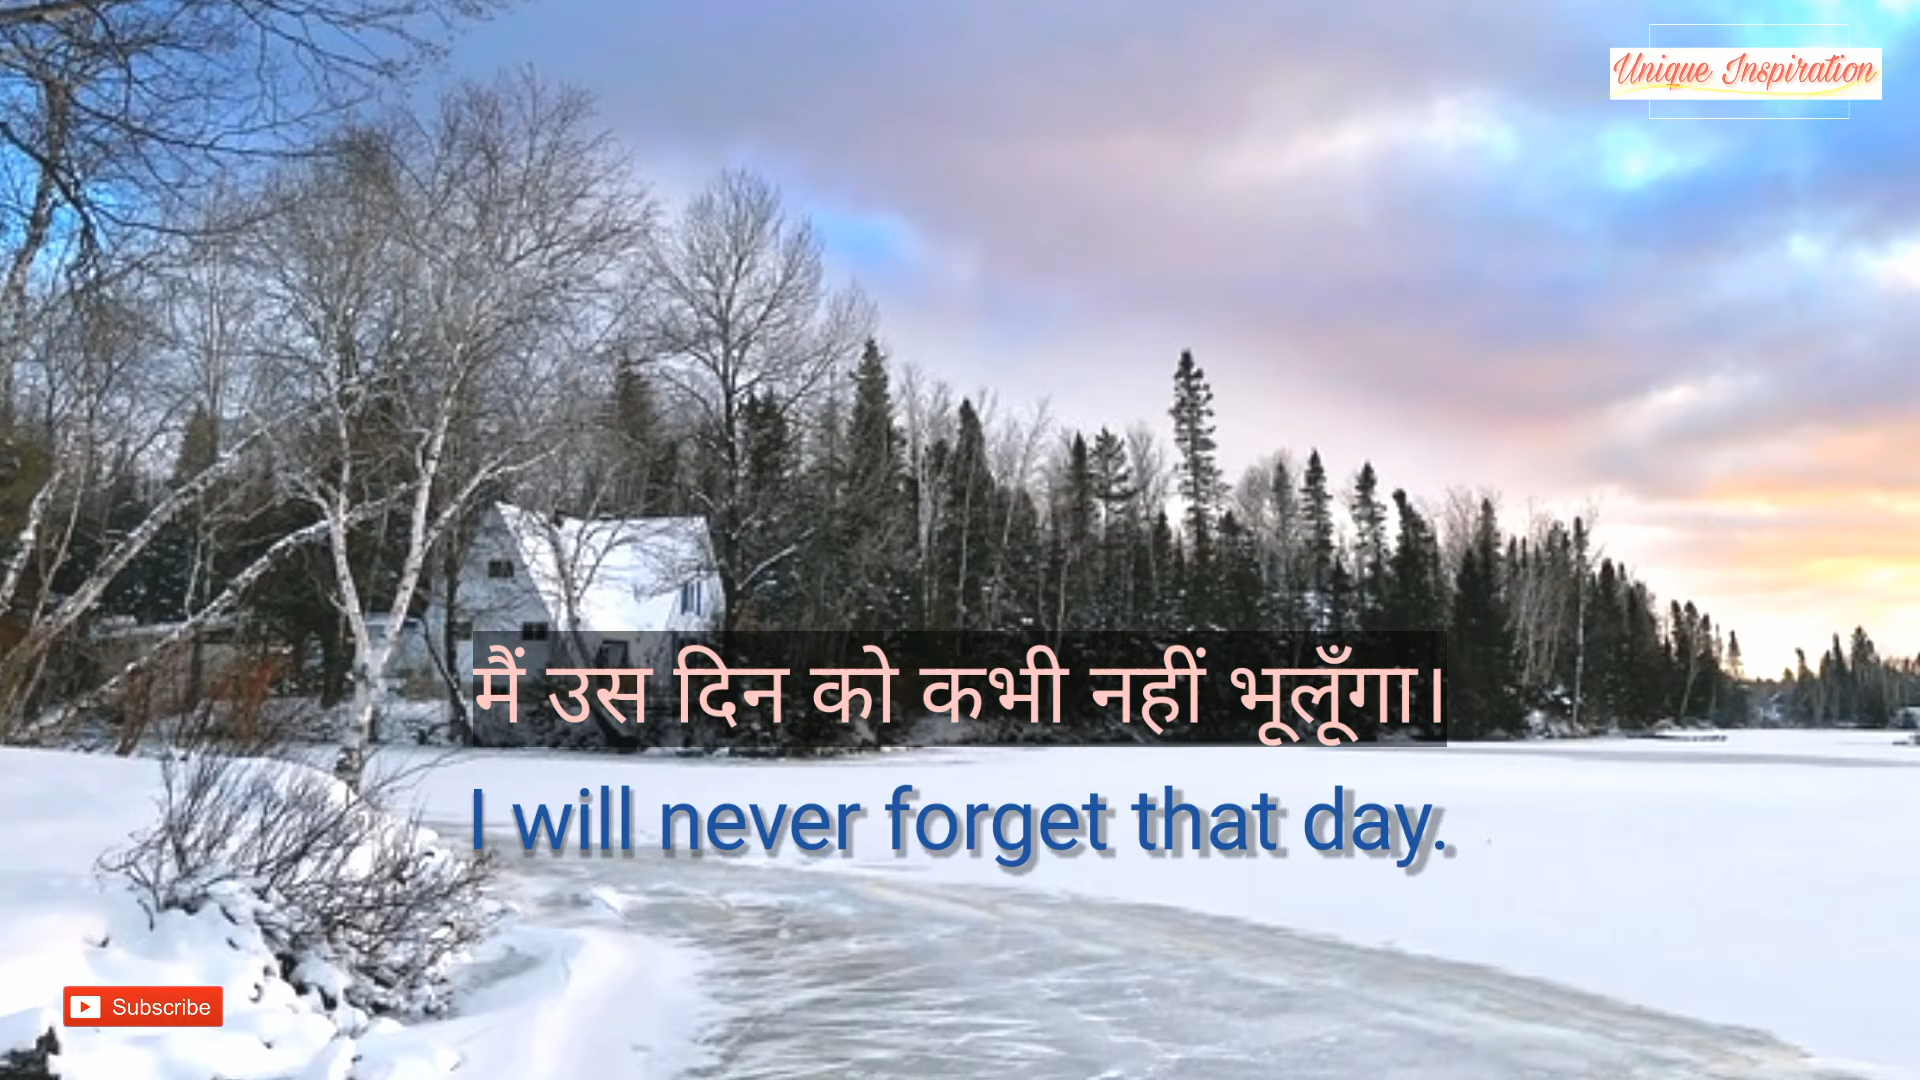 Unique Inspiration
मैं उस दिन को कभी नहीं भूलूँगा।
I will never forget that day.
Subscribe